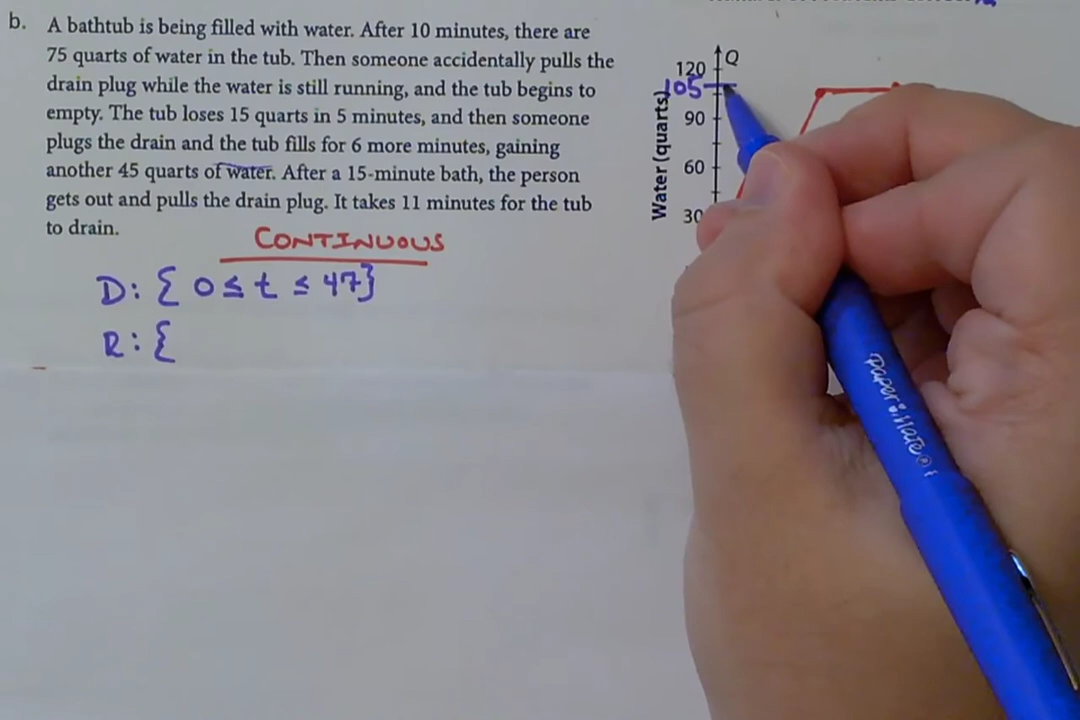 b. A bathtub is being filled with water. After 10 minutes, there are
75 quarts of water in the tub. Then someone accidentally pulls the
drain plug while the water is still running, and the tub begins to
empty. The tub loses 15 quarts in 5 minutes, and then someone
plugs the drain and the tub fills for 6 more minutes, gaining
another 45 quarts of water. After a 15-minute bath, the person
gets out and pulls the drain plug. It takes 11 minutes for the tub
to drain.
CONTINUOUS
D: { 0 ≤ t ≤ 47}
R: {
Q
120
105
90
60
30
Water (quarts)
Paper:Mate